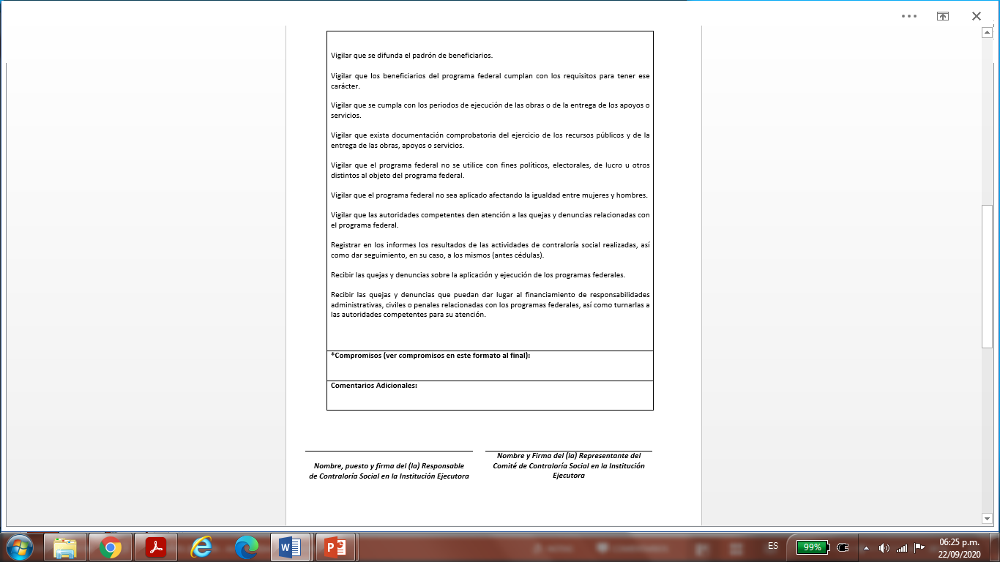 Vigilar que se difunda el padrón de beneficiarios.
Vigilar que los beneficiarios del programa federal cumplan con los requisitos para tener ese
carácter.
Vigilar que se cumpla con los periodos de ejecución de las obras o de la entrega de los apoyos o
servicios.
Vigilar que exista documentación comprobatoria del ejercicio de los recursos públicos y de la
entrega de las obras, apoyos o servicios.
Vigilar que el programa federal no se utilice con fines políticos, electorales, de lucro u otros
distintos al objeto del programa federal.
Vigilar que el programa federal no sea aplicado afectando la igualdad entre mujeres y hombres.
Vigilar que las autoridades competentes den atención a las quejas y denuncias relacionadas con
el programa federal.
Registrar en los informes los resultados de las actividades de contraloría social realizadas, así
como dar seguimiento, en su caso, a los mismos (antes cédulas).
Recibir las quejas y denuncias sobre la aplicación y ejecución de los programas federales.
Recibir las quejas y denuncias que puedan dar lugar al financiamiento de responsabilidades
administrativas, civiles o penales relacionadas con los programas federales, así como turnarlas a
las autoridades competentes para su atención.
*Compromisos (ver compromisos en este formato al final):
Comentarios Adicionales:
Nombre, puesto y firma del (la) Responsable
de Contraloría Social en la Institución Ejecutora
Nombre y Firma del (la) Representante del
Comité de Contraloría Social en la Institución
Ejecutora
ES
99%
06:25 p.m.
22/09/2020